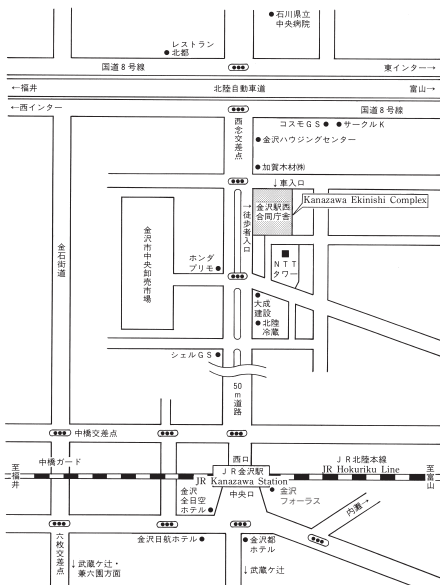 石川県立
中央病院
レストラン
北都
国道8号線
東インター→
←福井
北陸自動車道
富山→
←西インター
国道8号線
西念交差点
コスモGS
サークルK
金沢ハウジングセンター
加賀木材㈱
↓車入口
Kanazawa Ekinishi Complex
金沢駅西
合同庁舎
→徒歩者入口
金石街道
金沢市中央卸売市場
NTT
タワー
ホンダ
プリモ
大成
建設
北陸
冷蔵
シェルGS
50m道路
中橋交差点
至福井
中橋ガード
西口
JR金沢駅
JR Kanazawa Station
中央口
JR北陸本線
JR Hokuriku Line
至富山
金沢
全日空
ホテル
金沢
フォーラス
内灘→
六枚交差点
金沢日航ホテル
金沢都
ホテル
↓武蔵ケ辻・
兼六園方面
↓武蔵ケ辻